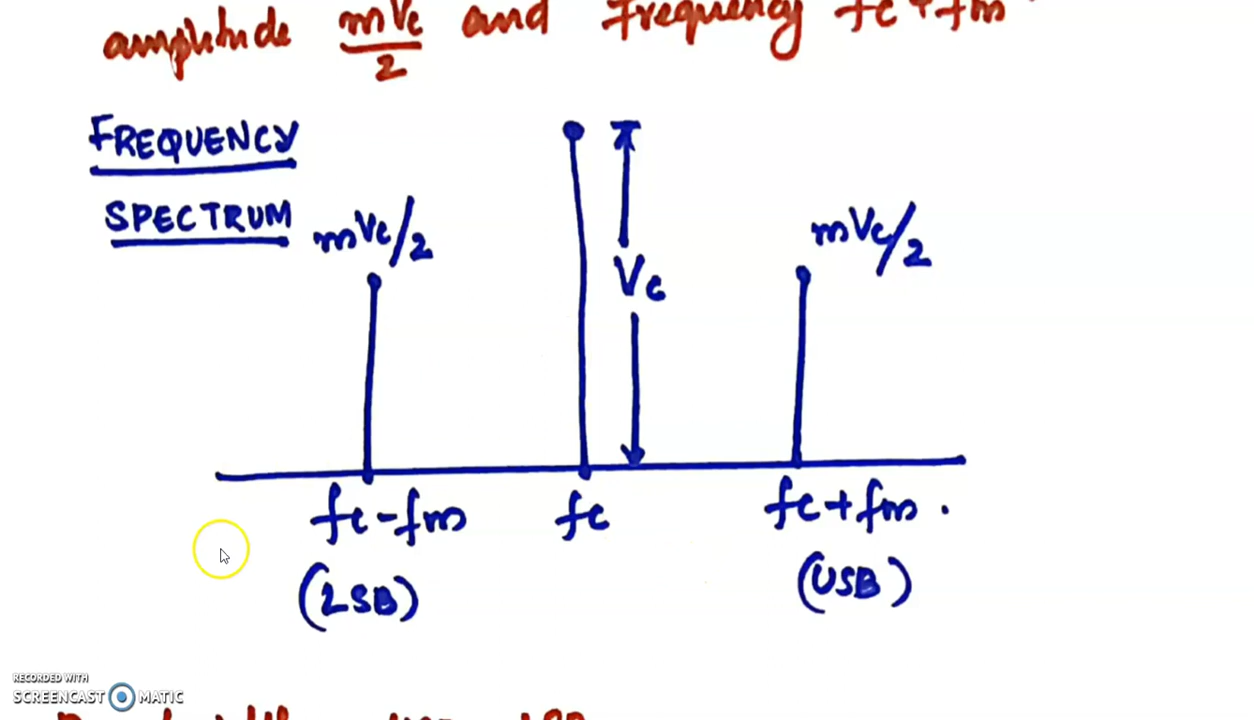 amplitude mVc/2 and frequency fc+fm
FREQUENCY
SPECTRUM
mVc/2
Vc
mVc/2
fc-fm
fc
fc+fm.
(LSB)
(USB)
RECORDED WITH
SCREENCAST MATIC